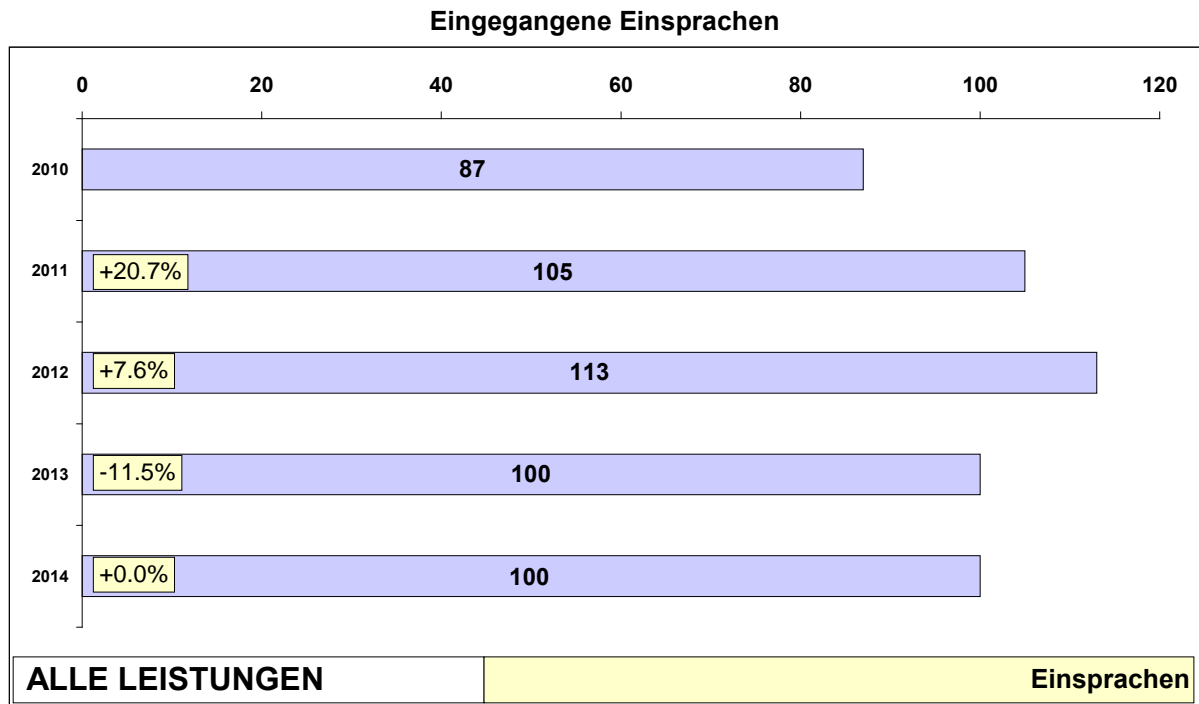 Eingegangene Einsprachen
0 20 40 60 80 100 120
2010 87
2011 +20.7% 105
2012 +7.6% 113
2013 -11.5% 100
2014 +0.0% 100
ALLE LEISTUNGEN Einsprachen